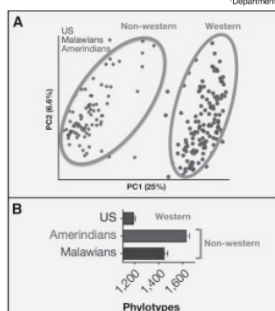 Department
A
US
Malawians
Amerindians
Non-western
Western
PC2 (6.6%)
PC1 (25%)
B
US
Western
Amerindians
Non-western
Malawians
1,200
1,400
1,600
Phylotypes